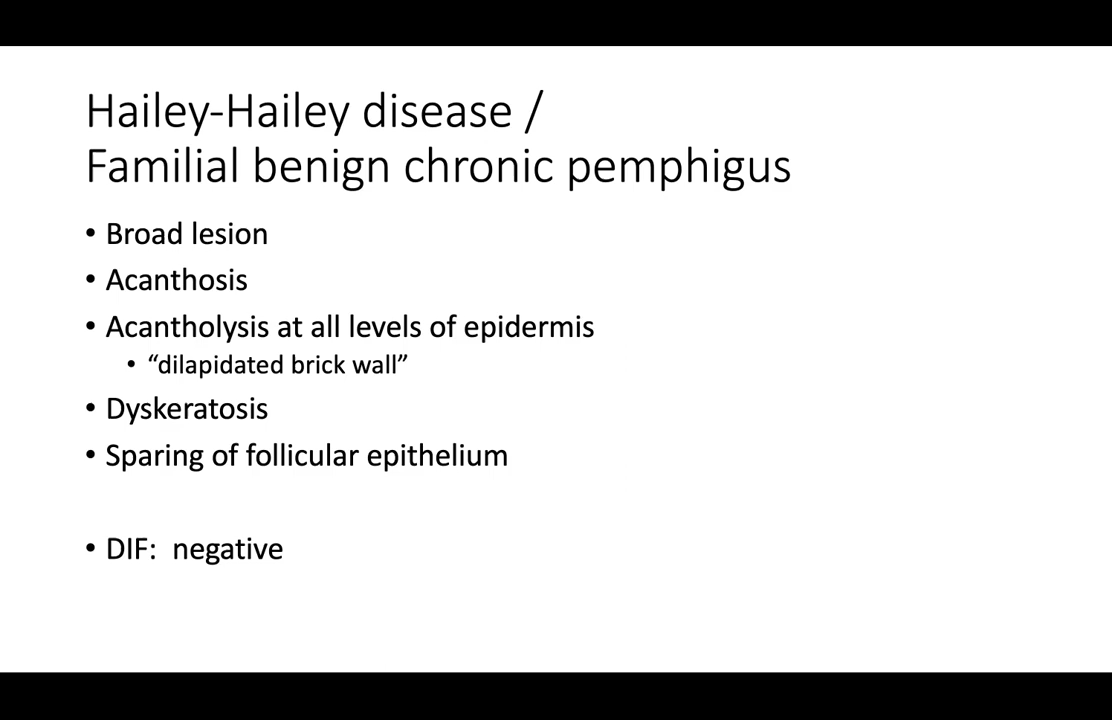 Hailey-Hailey disease /
Familial benign chronic pemphigus
• Broad lesion
• Acanthosis
• Acantholysis at all levels of epidermis
• “dilapidated brick wall”
• Dyskeratosis
• Sparing of follicular epithelium
• DIF:  negative